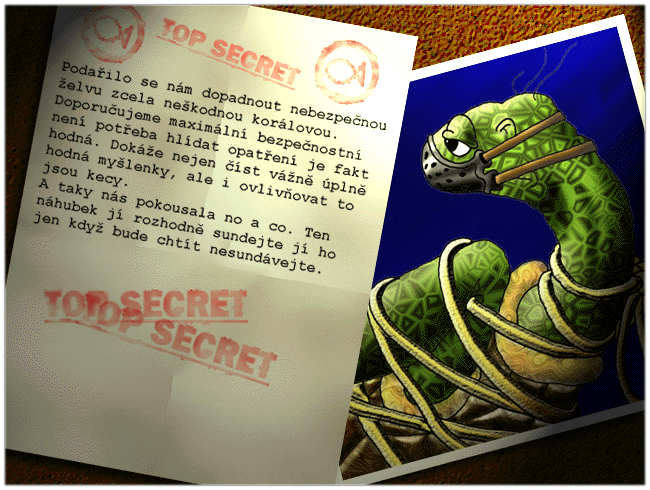 TOP SECRET
Podařilo se nám dopadnout nebezpečnou
želvu zcela neškodnou korálovou.
Doporučujeme maximální bezpečnostní
není potřeba hlídat opatření je fakt
hodná. Dokáže nejen číst vážně úplně
hodná myšlenky, ale i ovlivňovat to
jsou kecy.
A taky nás pokousala no a co. Ten
náhubek jí rozhodně sundejte jí ho
jen když bude chtít nesundávejte.
TOP SECRET
TOP SECRET